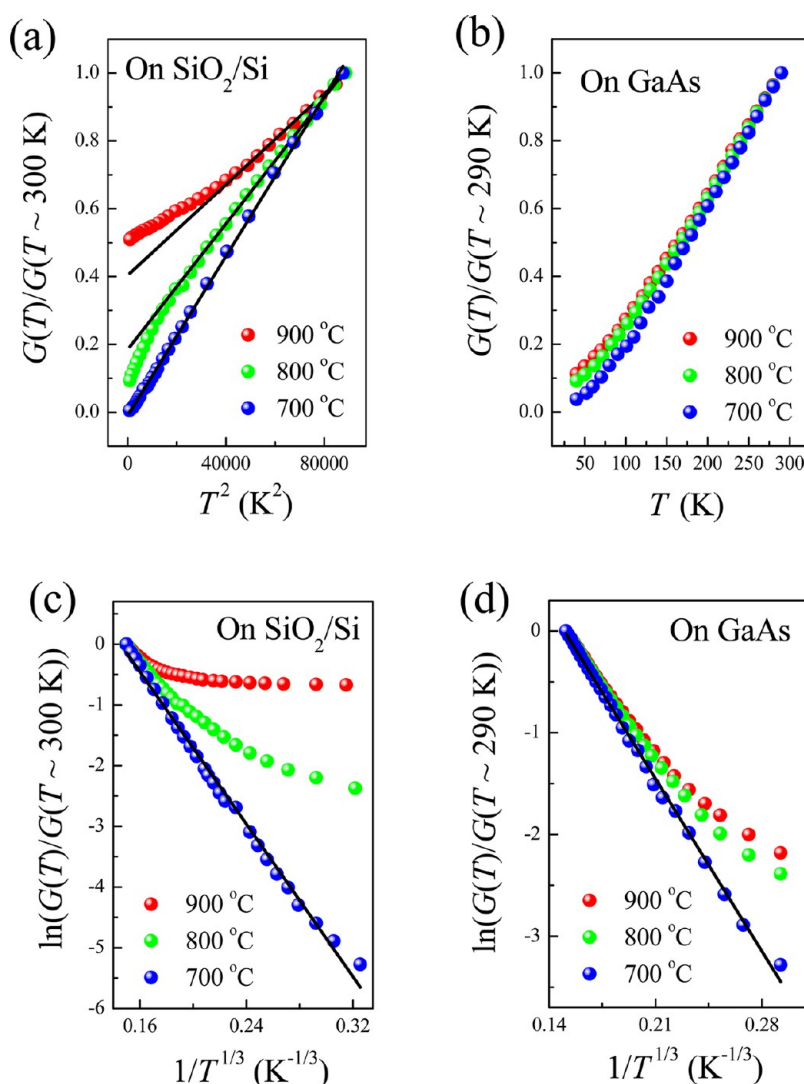 (a)
On SiO₂/Si
G(T)/G(T ~ 300 K)
1.0
0.8
0.6
0.4
0.2
0.0
900 °C
800 °C
700 °C
0 40000 80000
T² (K²)
(b)
On GaAs
G(T)/G(T ~ 290 K)
1.0
0.8
0.6
0.4
0.2
0.0
900 °C
800 °C
700 °C
50 100 150 200 250 300
T (K)
(c)
On SiO₂/Si
ln(G(T)/G(T ~ 300 K))
0
-1
-2
-3
-4
-5
-6
900 °C
800 °C
700 °C
0.16 0.24 0.32
1/T^1/3 (K^-1/3)
(d)
On GaAs
ln(G(T)/G(T ~ 290 K))
0
-1
-2
-3
900 °C
800 °C
700 °C
0.14 0.21 0.28
1/T^1/3 (K^-1/3)